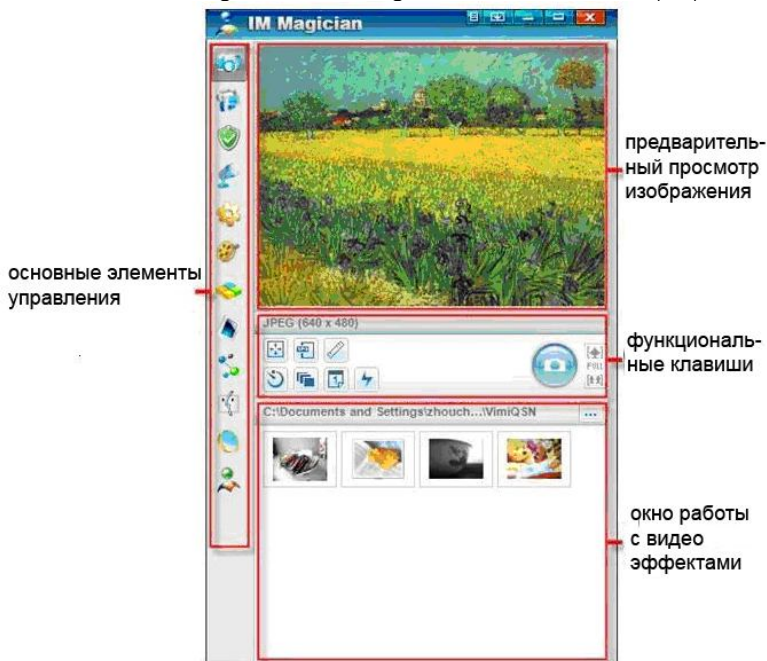 IM Magician
предваритель-
ный просмотр
изображения
основные элементы
управления
JPEG (640 x 480)
функциональ-
ные клавиши
FULL
C:\Documents and Settings\zhouch...\VimiQSN
...
окно работы
с видео
эффектами